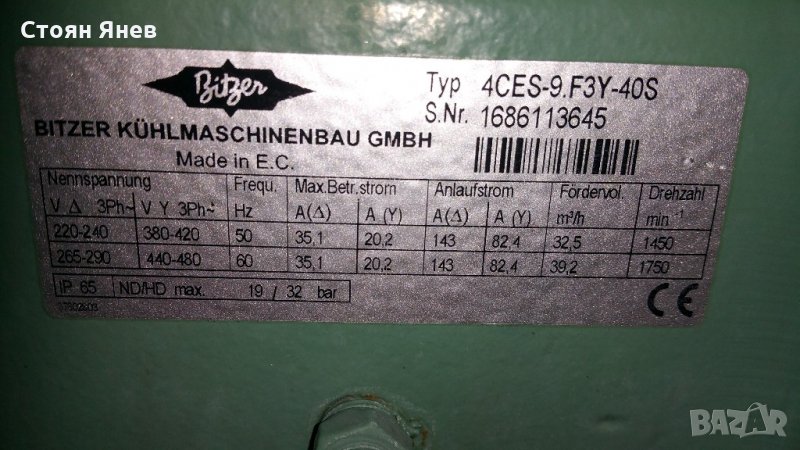 Стоян Янев
Bitzer
Typ 4CES-9.F3Y-40S
S.Nr. 1686113645
BITZER KÜHLMASCHINENBAU GMBH
Made in E.C.
Nennspannung Frequ. Max.Betr.strom Anlaufstrom Fördervol. Drehzahl
V Δ 3Ph~ V Y 3Ph~ Hz A(Δ) A (Y) A(Δ) A (Y) m³/h min -1
220-240 380-420 50 35,1 20,2 143 82,4 32,5 1450
265-290 440-480 60 35,1 20,2 143 82,4 39,2 1750
IP 65 ND/HD max. 19 / 32 bar
CE
BAZAR